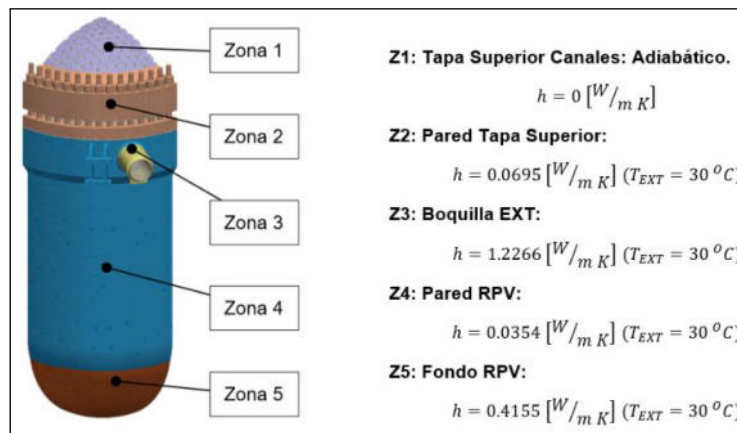 Zona 1
Zona 2
Zona 3
Zona 4
Zona 5
Z1: Tapa Superior Canales: Adiabático.
h = 0 [W/m K]
Z2: Pared Tapa Superior:
h = 0.0695 [W/m K] (T_EXT = 30 °C)
Z3: Boquilla EXT:
h = 1.2266 [W/m K] (T_EXT = 30 °C)
Z4: Pared RPV:
h = 0.0354 [W/m K] (T_EXT = 30 °C)
Z5: Fondo RPV:
h = 0.4155 [W/m K] (T_EXT = 30 °C)